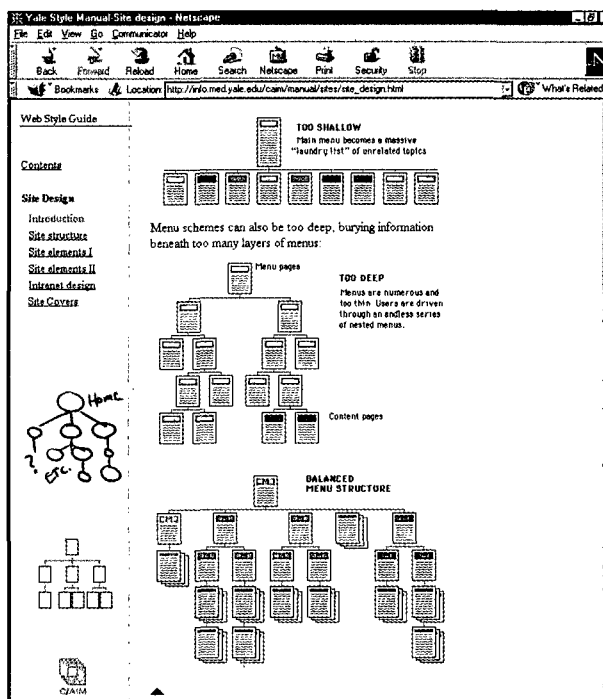 Yale Style Manual-Site design - Netscape
File Edit View Go Communicator Help
Back Forward Reload Home Search Netscape Print Security Stop
Bookmarks Location: http://info.med.yale.edu/caim/manual/sites/site_design.html What's Related
Web Style Guide
Contents
Site Design
Introduction
Site structure
Site elements I
Site elements II
Intranet design
Site Covers
Home
?
etc.
C/AIM
TOO SHALLOW
Main menu becomes a massive
"laundry list" of unrelated topics
Menu schemes can also be too deep, burying information
beneath too many layers of menus:
Menu pages
TOO DEEP
Menus are numerous and
too thin. Users are driven
through an endless series
of nested menus.
Content pages
BALANCED
MENU STRUCTURE